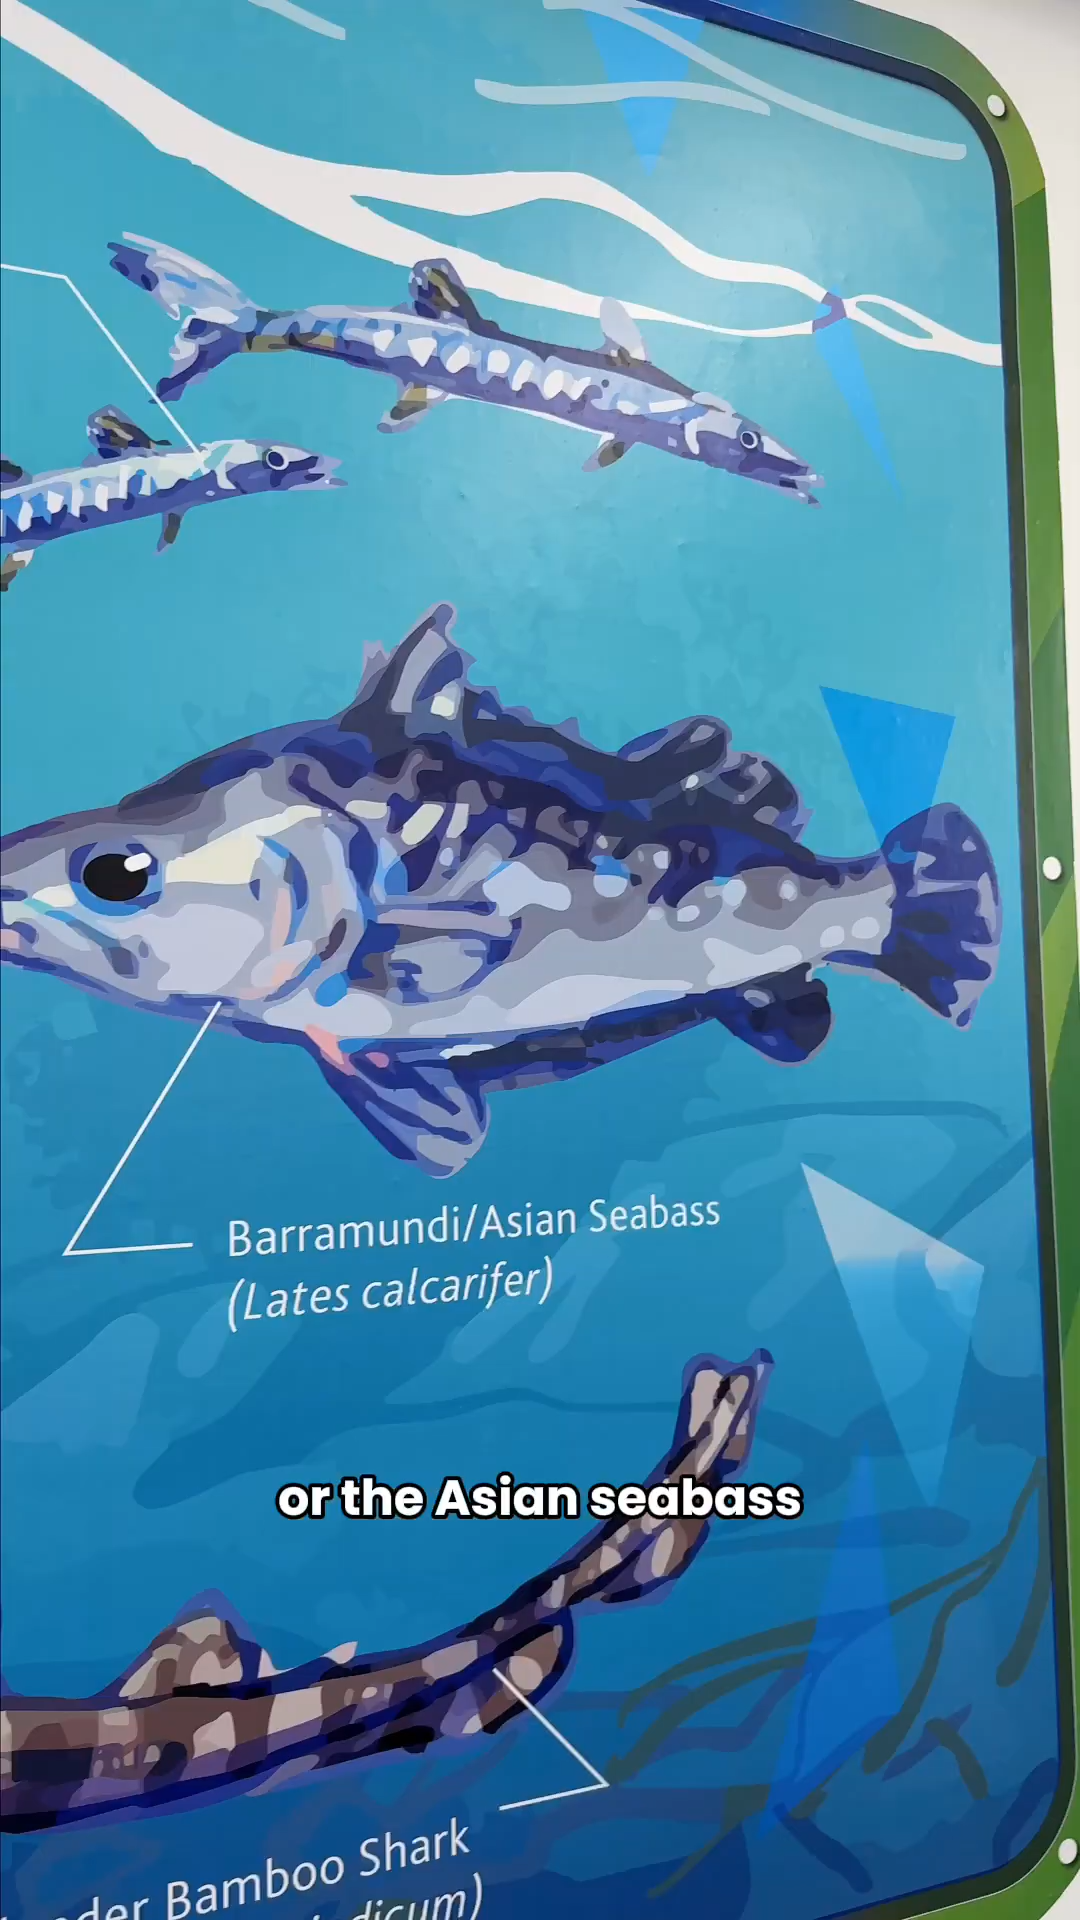 Barramundi/Asian Seabass
(Lates calcarifer)
or the Asian seabass
Bamboo Shark